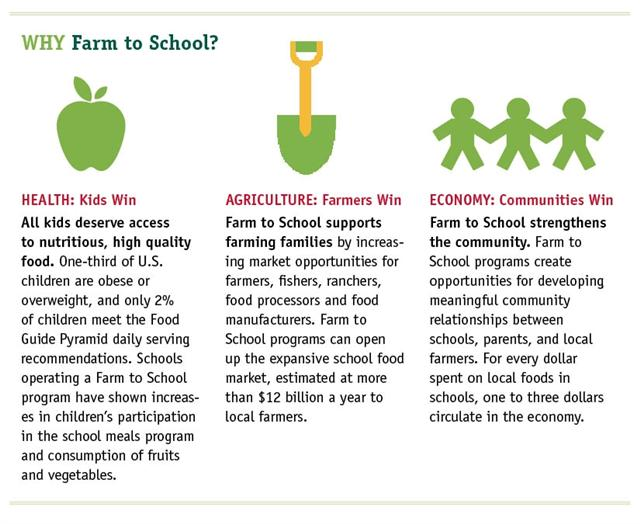 WHY Farm to School?
HEALTH: Kids Win
All kids deserve access
to nutritious, high quality
food. One-third of U.S.
children are obese or
overweight, and only 2%
of children meet the Food
Guide Pyramid daily serving
recommendations. Schools
operating a Farm to School
program have shown increas-
es in children's participation
in the school meals program
and consumption of fruits
and vegetables.
AGRICULTURE: Farmers Win
Farm to School supports
farming families by increas-
ing market opportunities for
farmers, fishers, ranchers,
food processors and food
manufacturers. Farm to
School programs can open
up the expansive school food
market, estimated at more
than $12 billion a year to
local farmers.
ECONOMY: Communities Win
Farm to School strengthens
the community. Farm to
School programs create
opportunities for developing
meaningful community
relationships between
schools, parents, and local
farmers. For every dollar
spent on local foods in
schools, one to three dollars
circulate in the economy.